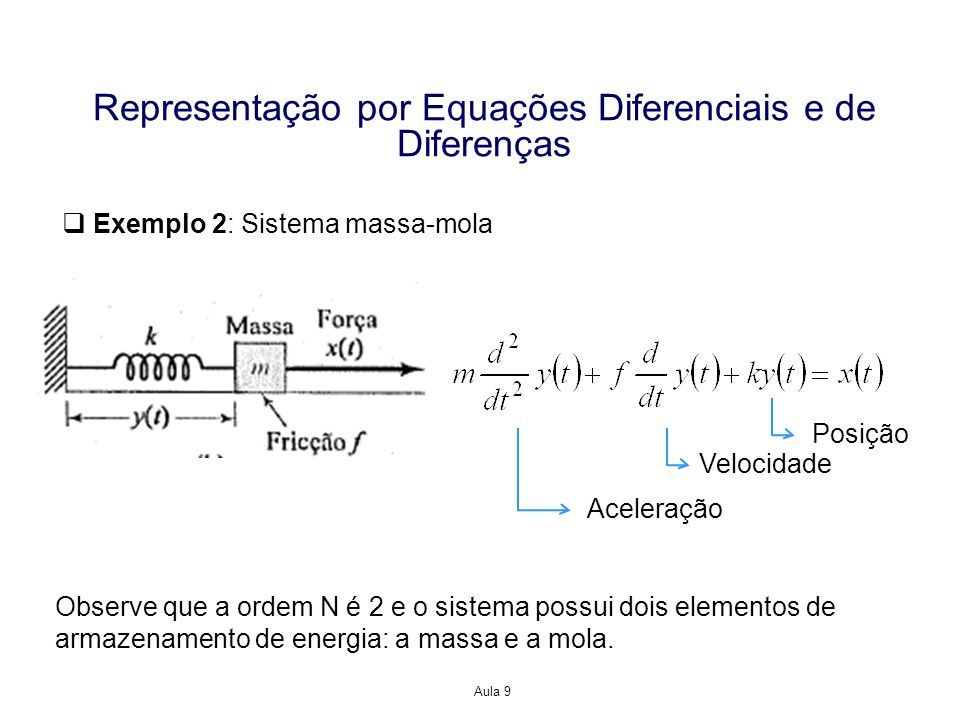 Representação por Equações Diferenciais e de
Diferenças
❑ Exemplo 2: Sistema massa-mola
k
Massa
Força
x(t)
m
y(t)
Fricção f
m d²/dt² y(t) + f d/dt y(t) + ky(t) = x(t)
Posição
Velocidade
Aceleração
Observe que a ordem N é 2 e o sistema possui dois elementos de
armazenamento de energia: a massa e a mola.
Aula 9